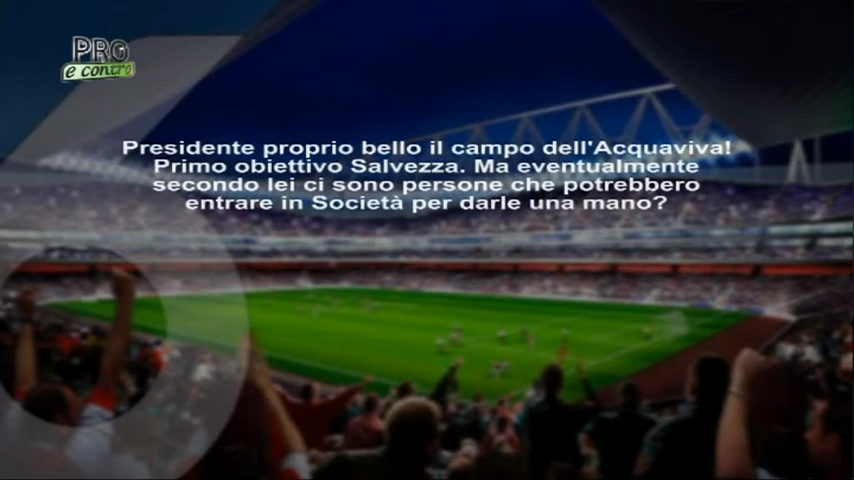 PRO
e contro
Presidente proprio bello il campo dell'Acquaviva!
Primo obiettivo Salvezza. Ma eventualmente
secondo lei ci sono persone che potrebbero
entrare in Società per darle una mano?